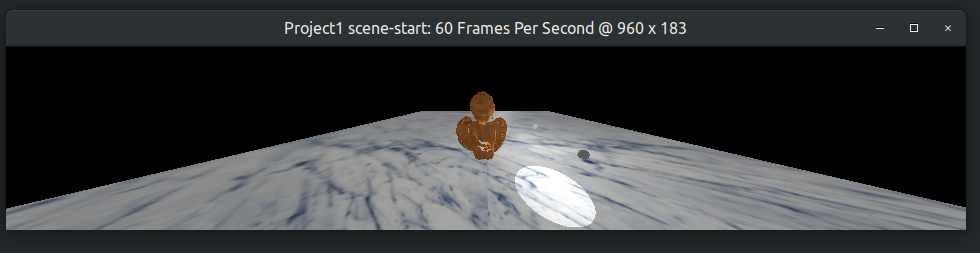 Project1 scene-start: 60 Frames Per Second @ 960 x 183